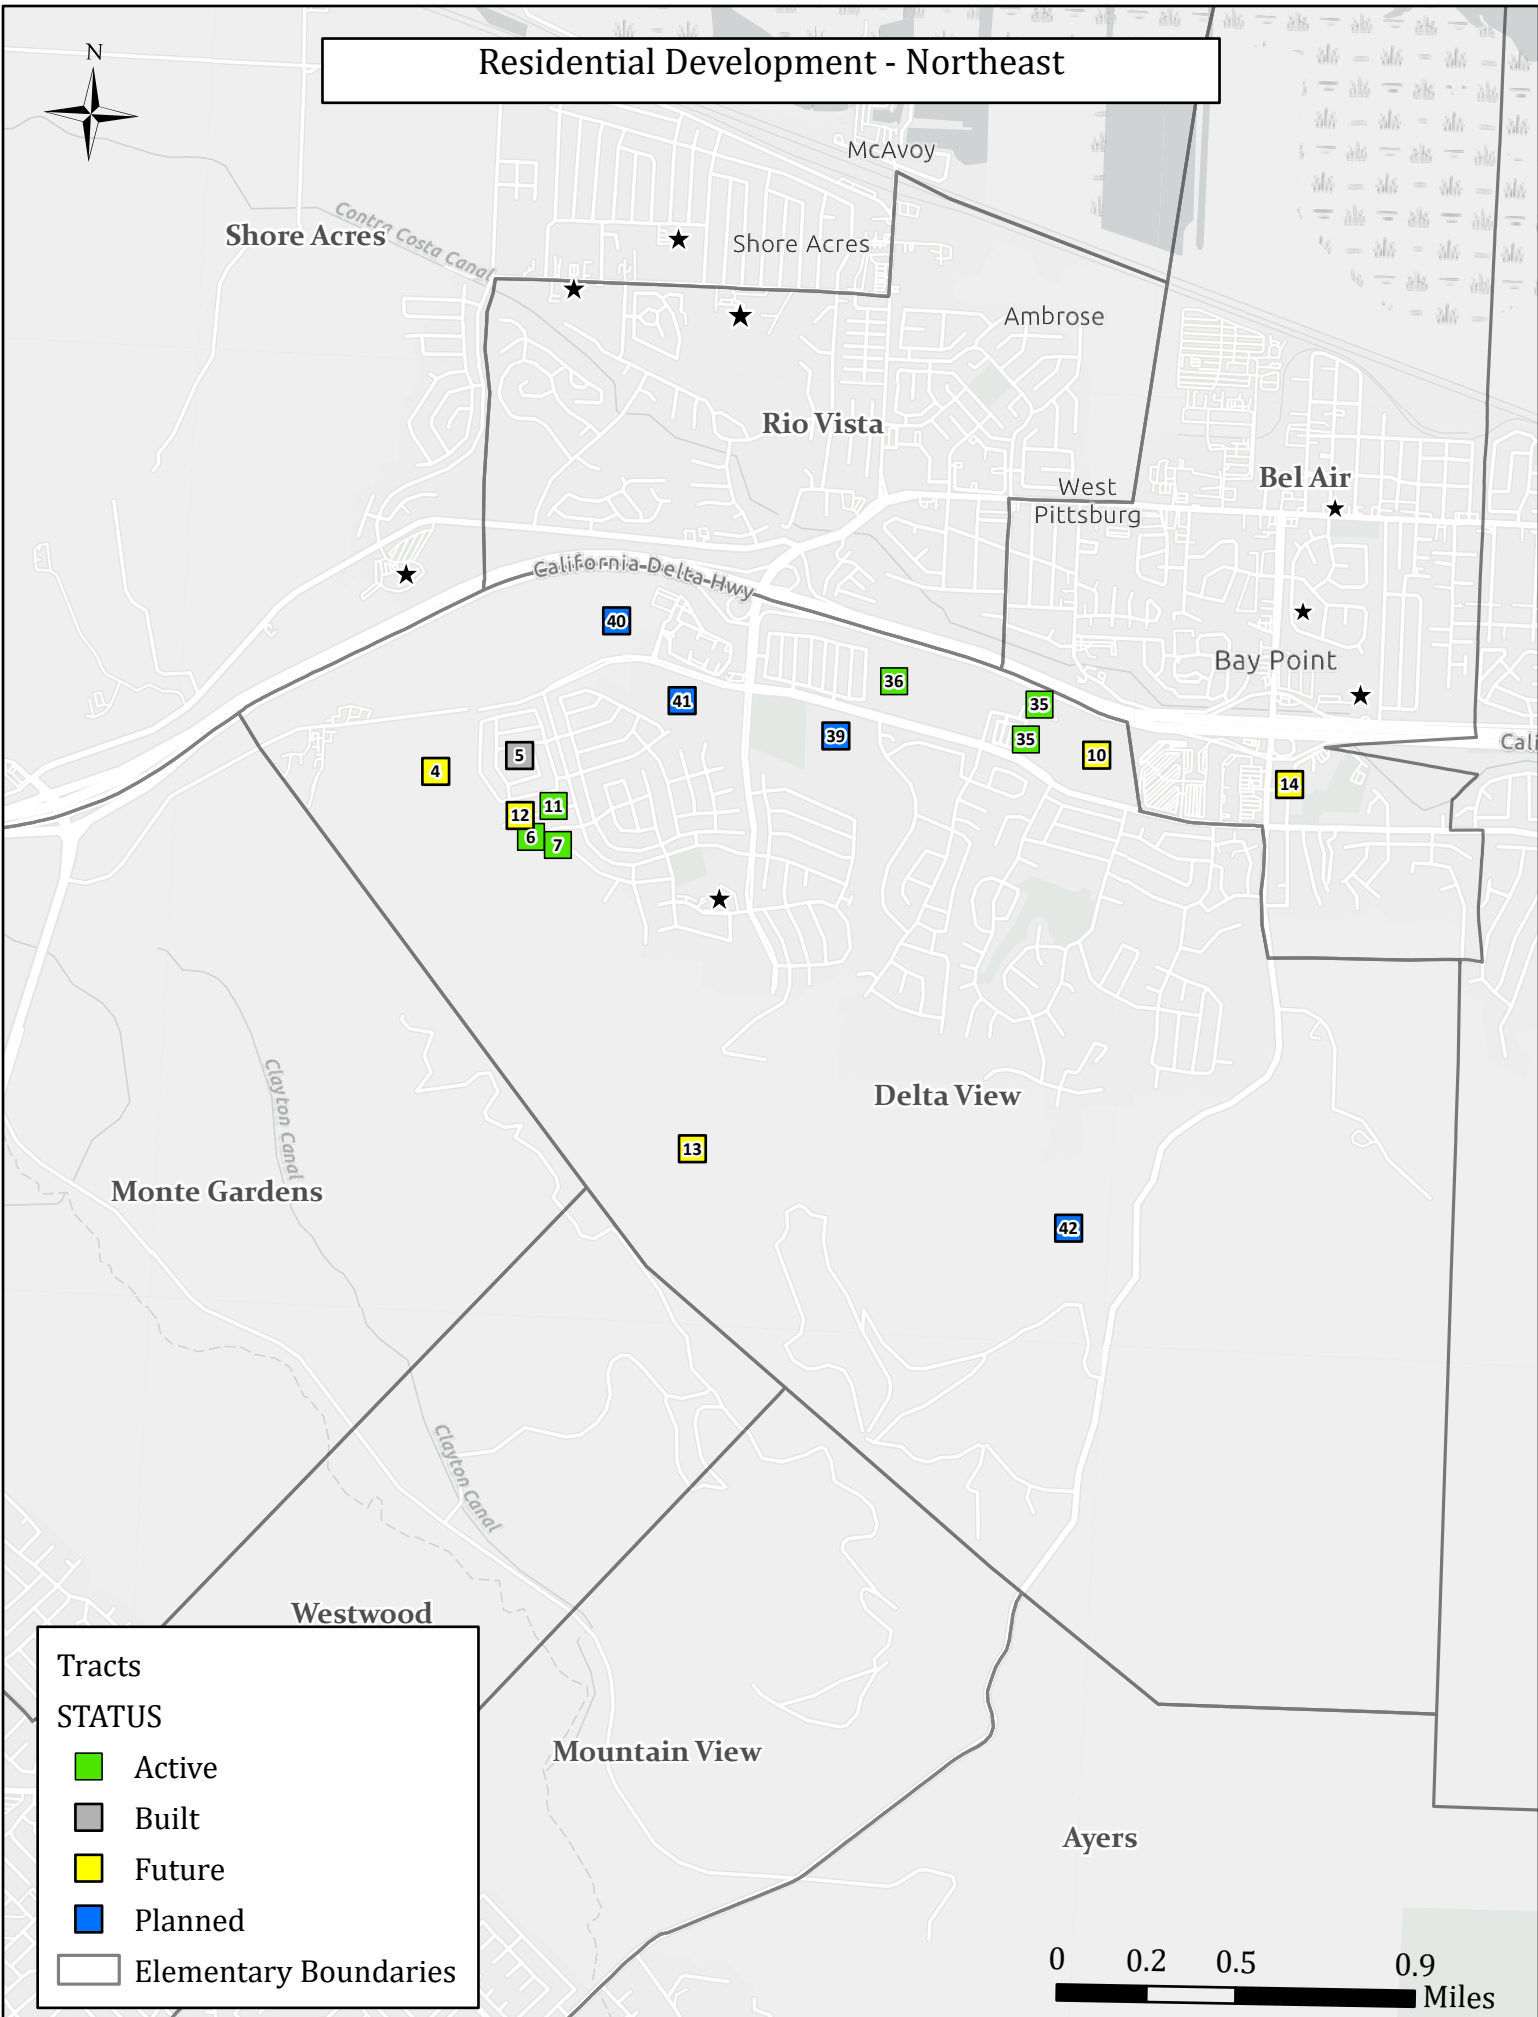 Residential Development - Northeast
N
McAvoy
Contra Costa Canal
Shore Acres
Shore Acres
Ambrose
Rio Vista
Bel Air
West
Pittsburg
California Delta Hwy
40
Bay Point
36
41
35
39
35
Cali
5
10
4
14
11
12
6
7
Clayton Canal
Delta View
13
Monte Gardens
42
Clayton Canal
Westwood
Tracts
STATUS
Active
Built
Future
Planned
Elementary Boundaries
Mountain View
Ayers
0 0.2 0.5 0.9
Miles